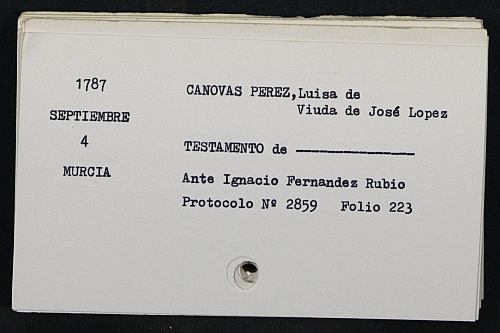 1787
SEPTIEMBRE
4
MURCIA
CANOVAS PEREZ,Luisa de
Viuda de José Lopez
TESTAMENTO de ----------------
Ante Ignacio Fernandez Rubio
Protocolo Nº 2859 Folio 223